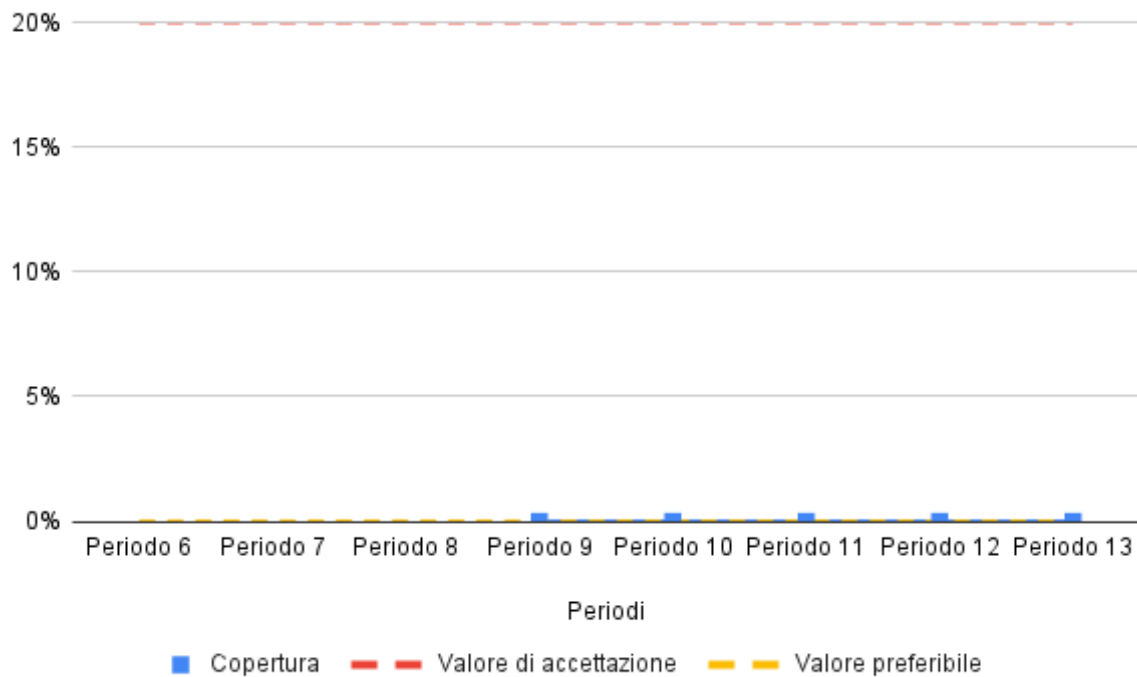 20%
15%
10%
5%
0%
Periodo 6 Periodo 7 Periodo 8 Periodo 9 Periodo 10 Periodo 11 Periodo 12 Periodo 13
Periodi
Copertura Valore di accettazione Valore preferibile